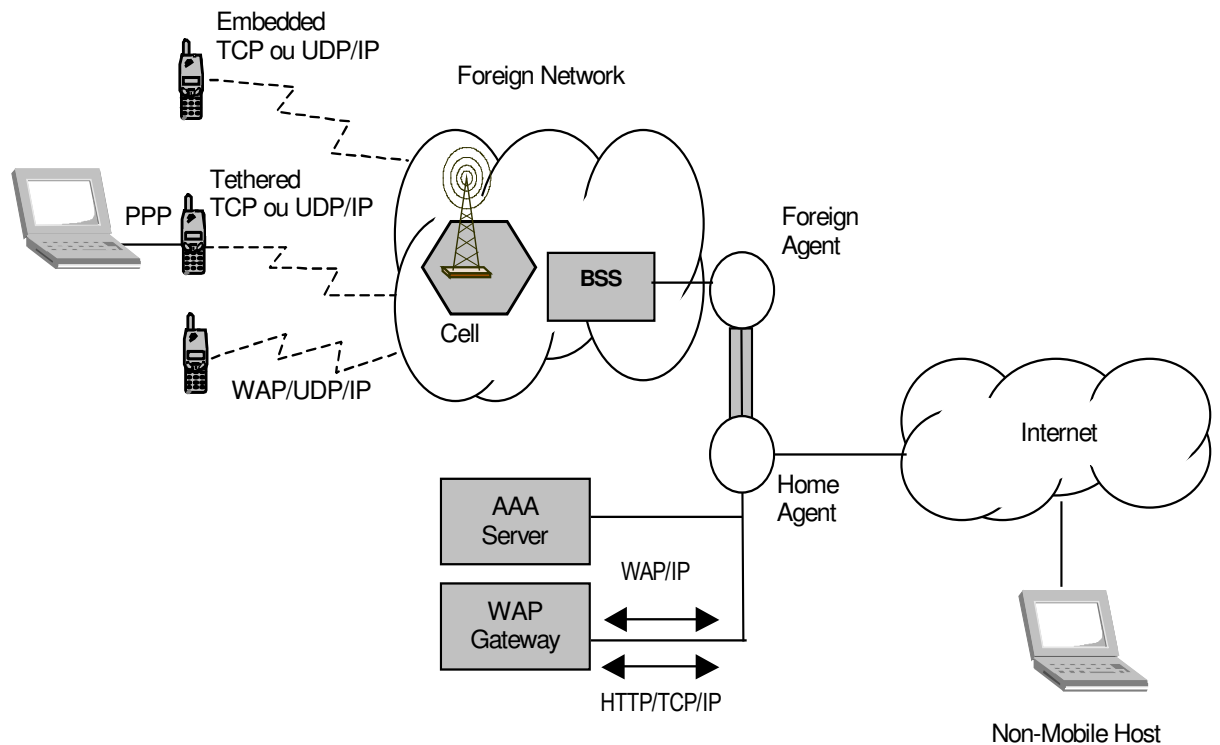 Embedded
TCP ou UDP/IP
Foreign Network
Tethered
TCP ou UDP/IP
PPP
Foreign
Agent
BSS
Cell
WAP/UDP/IP
Internet
Home
Agent
AAA
Server
WAP/IP
WAP
Gateway
HTTP/TCP/IP
Non-Mobile Host